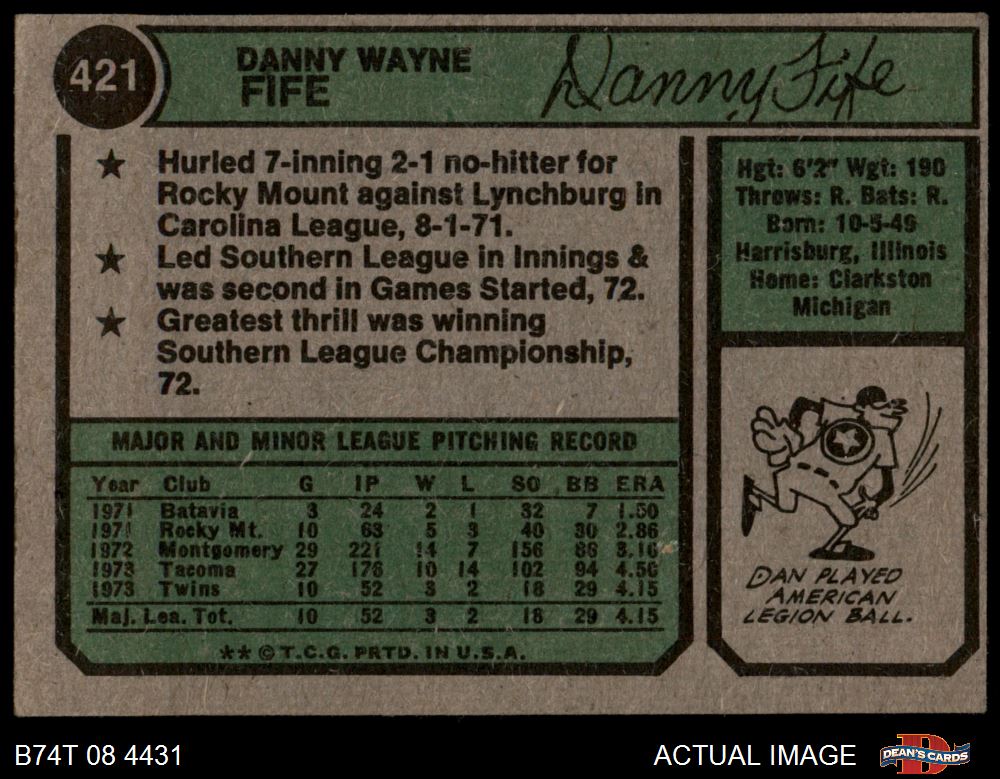 421
DANNY WAYNE
FIFE
Danny Fife
★ Hurled 7-inning 2-1 no-hitter for
Rocky Mount against Lynchburg in
Carolina League, 8-1-71.
★ Led Southern League in Innings &
was second in Games Started, 72.
★ Greatest thrill was winning
Southern League Championship,
72.
Hgt: 6'2" Wgt: 190
Throws: R. Bats: R.
Born: 10-5-49
Harrisburg, Illinois
Home: Clarkston
Michigan
MAJOR AND MINOR LEAGUE PITCHING RECORD
Year Club G IP W L SO BB ERA
1971 Batavia 3 24 2 1 32 7 1.50
1971 Rocky Mt. 10 63 5 3 40 30 2.86
1972 Montgomery 29 221 14 7 156 88 3.16
1973 Tacoma 27 176 10 14 102 94 4.56
1973 Twins 10 52 3 2 18 29 4.15
Maj. Lea. Tot. 10 52 3 2 18 29 4.15
** © T.C.G. PRTD. IN U.S.A.
DAN PLAYED
AMERICAN
LEGION BALL.
B74T 08 4431
ACTUAL IMAGE
DEAN'S CARDS